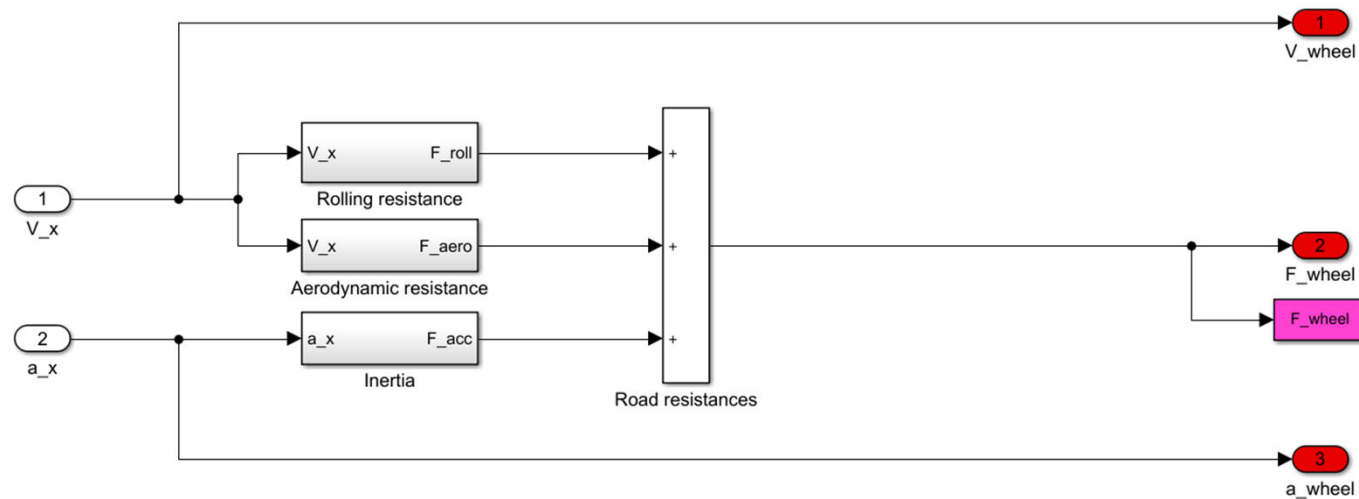 1
V_wheel
V_x F_roll
+
Rolling resistance
1
V_x
V_x F_aero
+
2
F_wheel
Aerodynamic resistance
F_wheel
2
a_x
a_x F_acc
+
Inertia
Road resistances
3
a_wheel